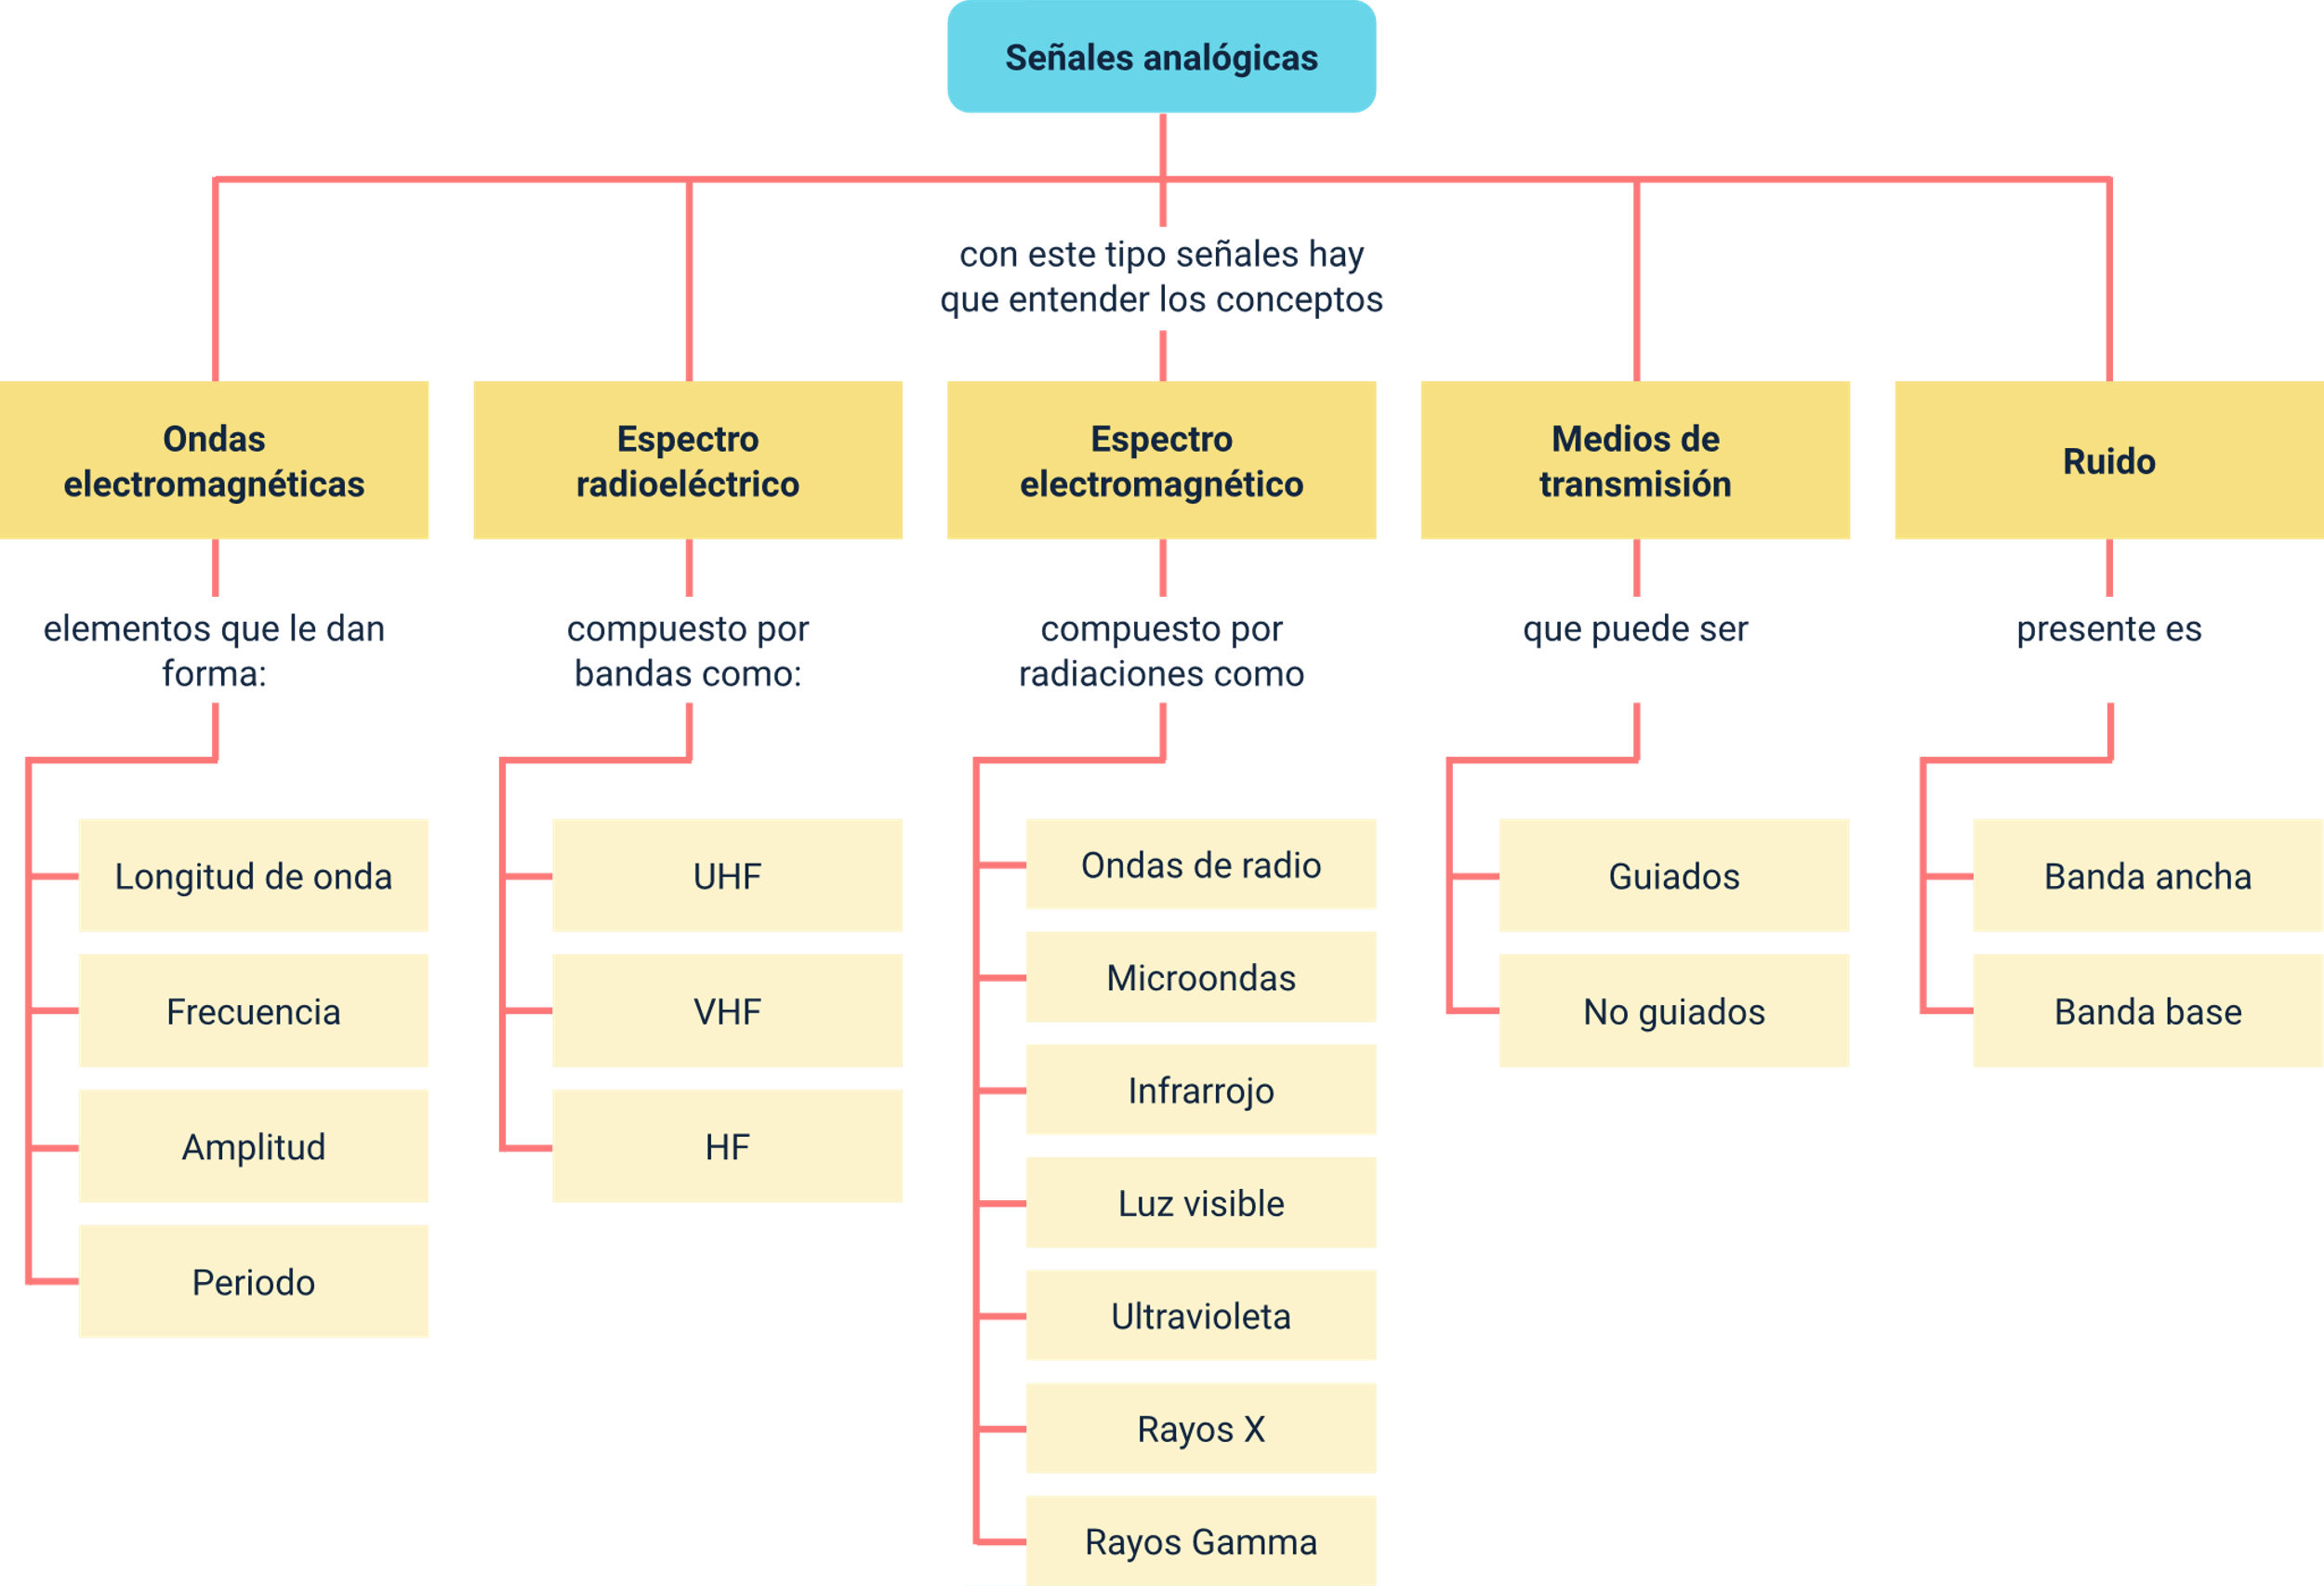 Señales analógicas
con este tipo señales hay
que entender los conceptos
Ondas
electromagnéticas
elementos que le dan
forma:
Longitud de onda
Frecuencia
Amplitud
Periodo
Espectro
radioeléctrico
compuesto por
bandas como:
UHF
VHF
HF
Espectro
electromagnético
compuesto por
radiaciones como
Ondas de radio
Microondas
Infrarrojo
Luz visible
Ultravioleta
Rayos X
Rayos Gamma
Medios de
transmisión
que puede ser
Guiados
No guiados
Ruido
presente es
Banda ancha
Banda base